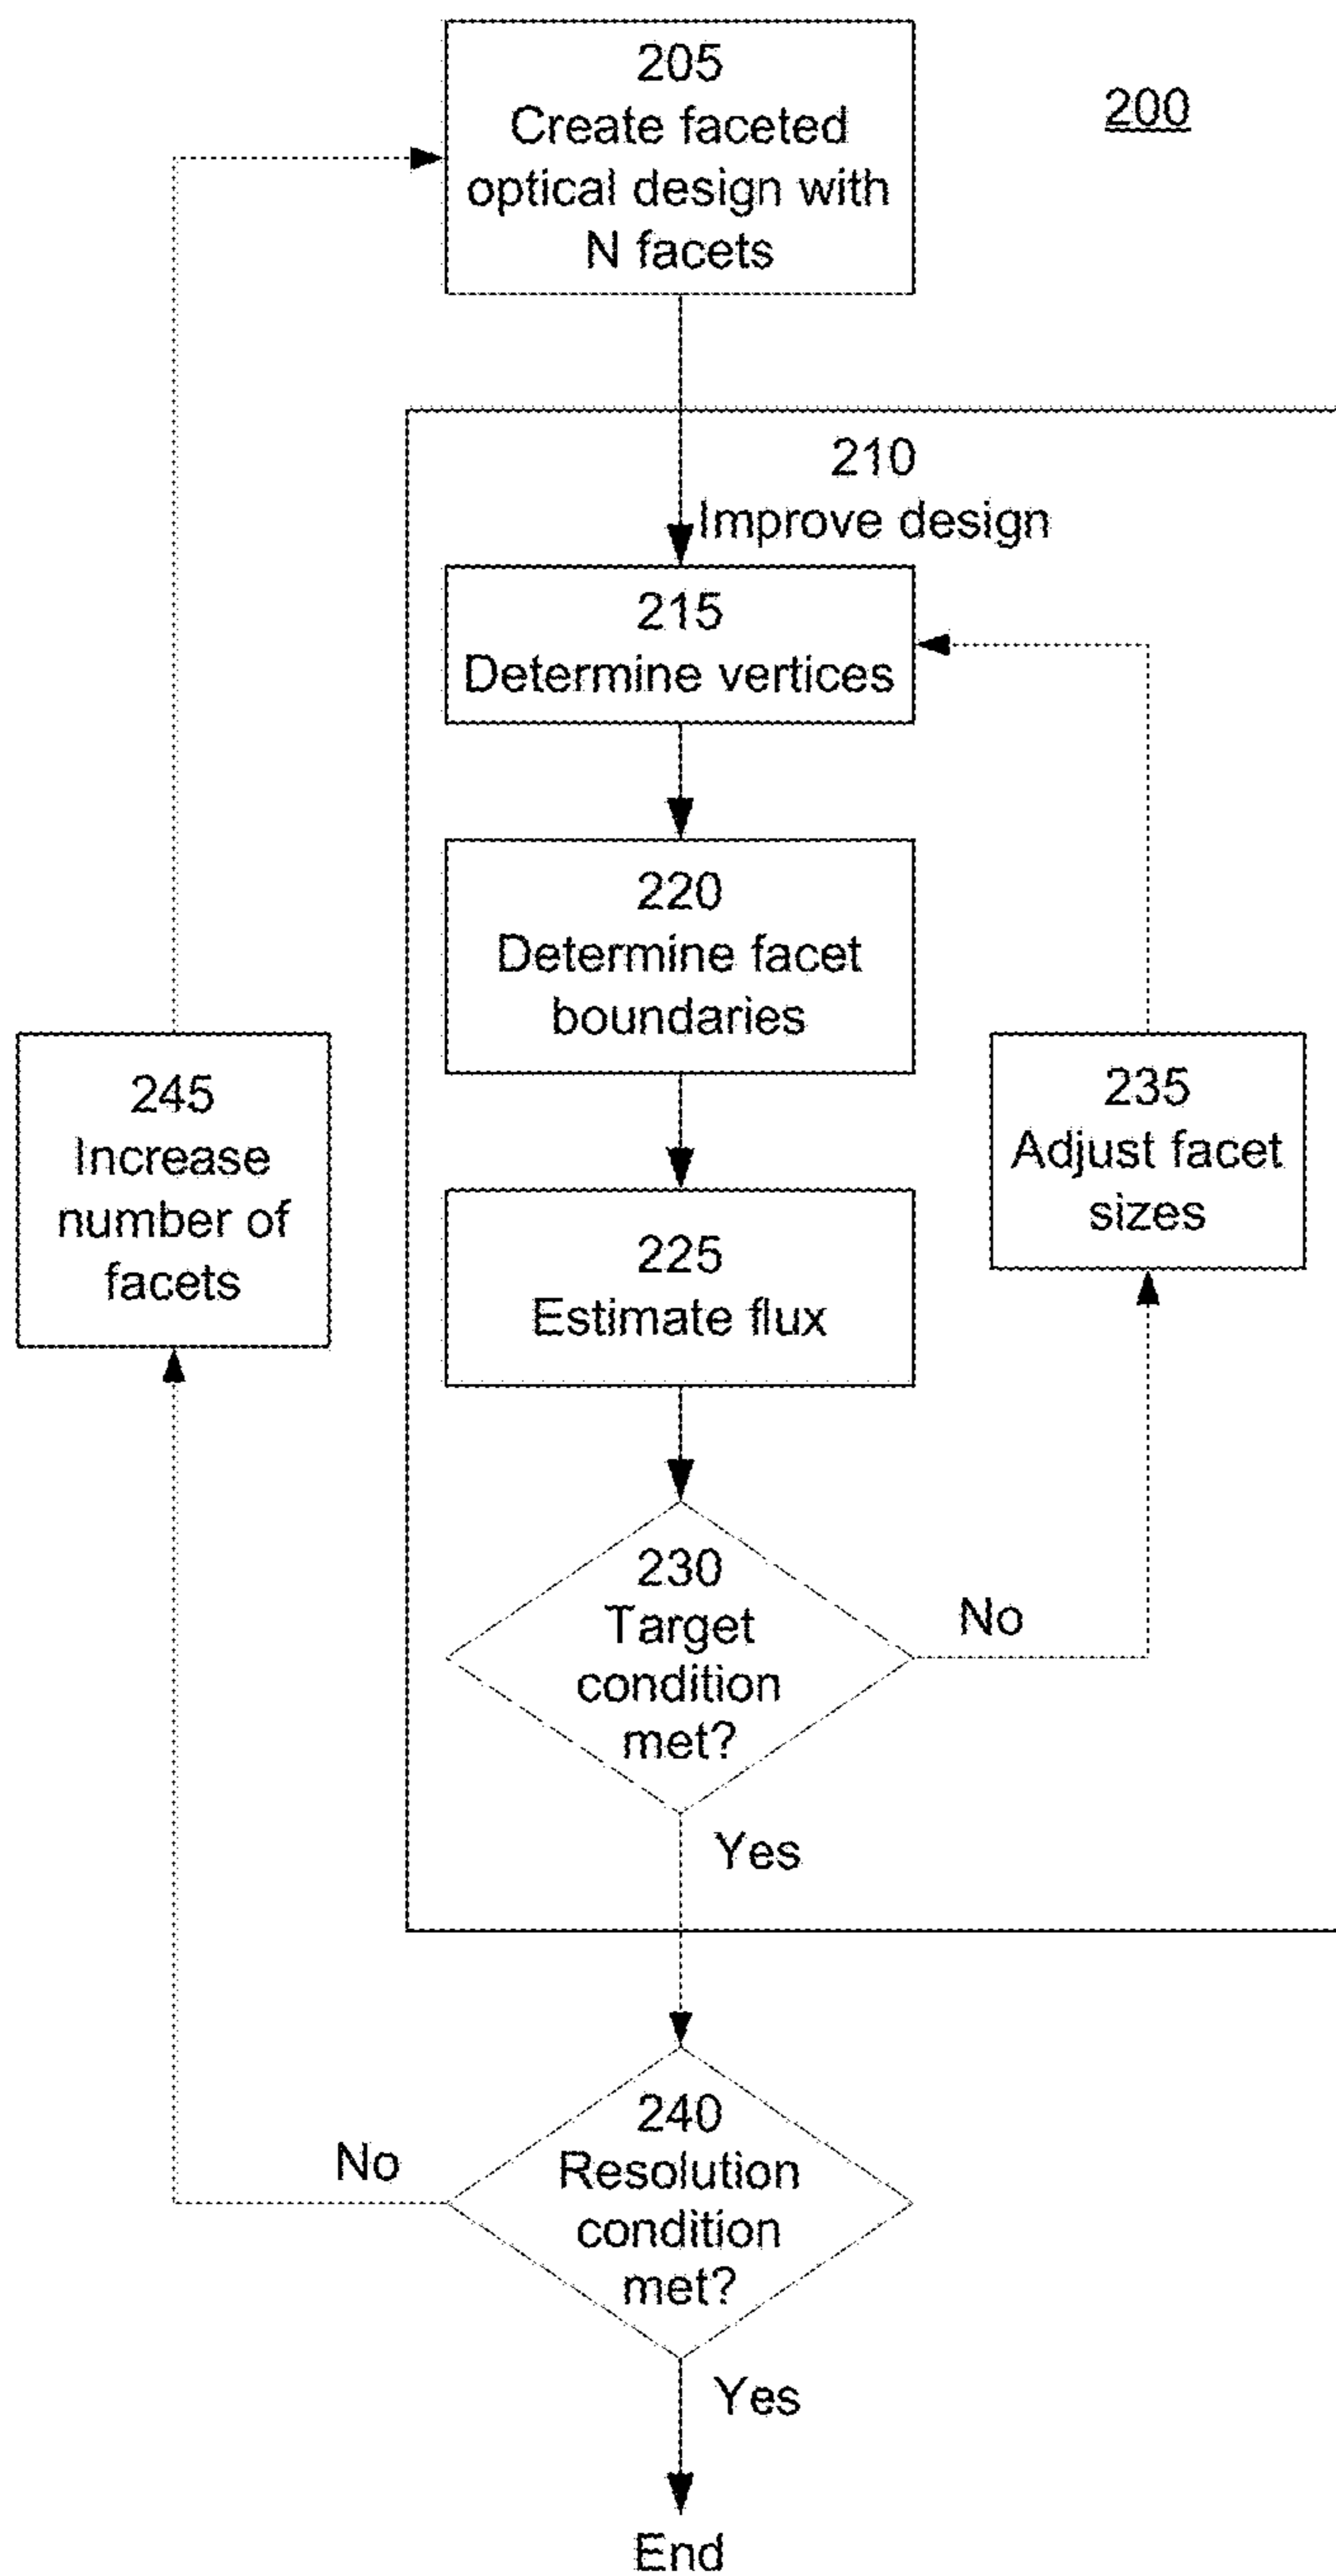 205
Create faceted
optical design with
N facets
200
210
Improve design
215
Determine vertices
220
Determine facet
boundaries
245
Increase
number of
facets
235
Adjust facet
sizes
225
Estimate flux
230
Target
condition
met?
No
Yes
240
Resolution
condition
met?
No
Yes
End